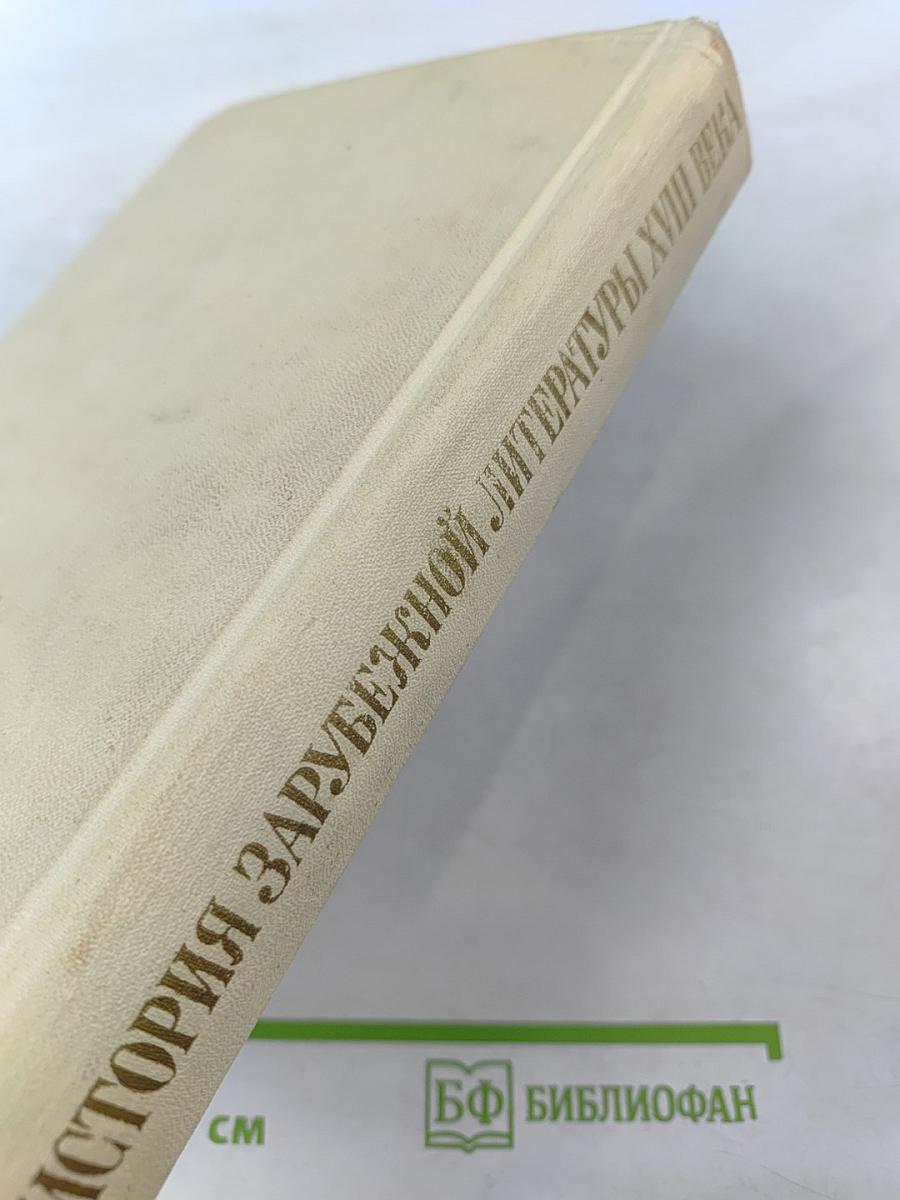 ИСТОРИЯ ЗАРУБЕЖНОЙ ЛИТЕРАТУРЫ XVIII ВЕКА
см
БФ БИБЛИОФАН